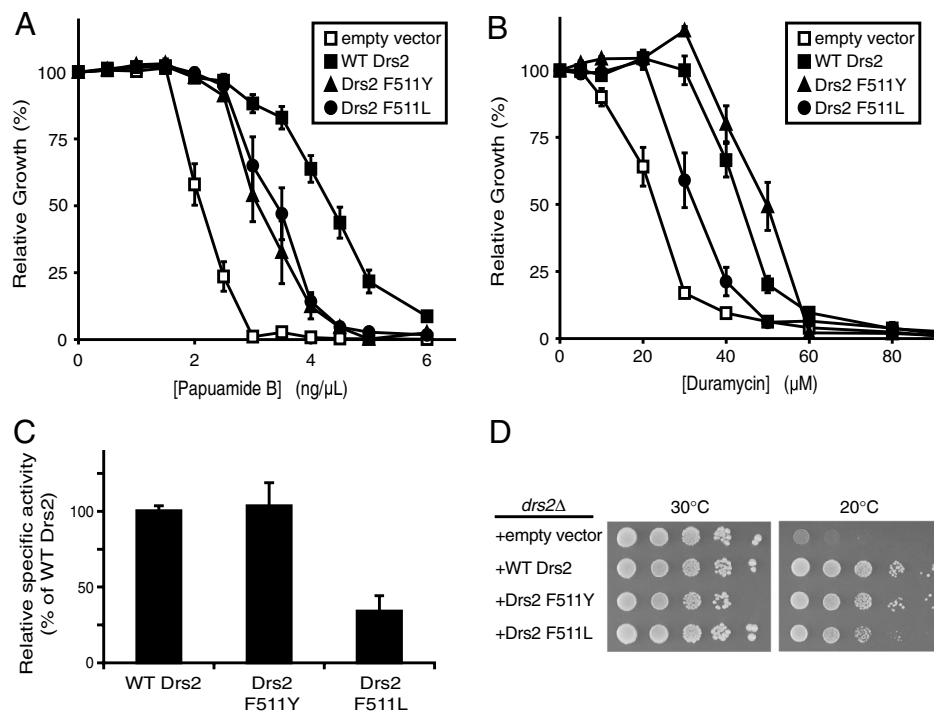 A
empty vector
WT Drs2
Drs2 F511Y
Drs2 F511L
Relative Growth (%)
100
75
50
25
0
0
2
4
6
[Papuamide B] (ng/µL)
B
empty vector
WT Drs2
Drs2 F511Y
Drs2 F511L
Relative Growth (%)
100
75
50
25
0
0
20
40
60
80
[Duramycin] (µM)
C
Relative specific activity
(% of WT Drs2)
100
50
25
0
WT Drs2
Drs2
F511Y
Drs2
F511L
D
drs2Δ
30°C
20°C
+empty vector
+WT Drs2
+Drs2 F511Y
+Drs2 F511L